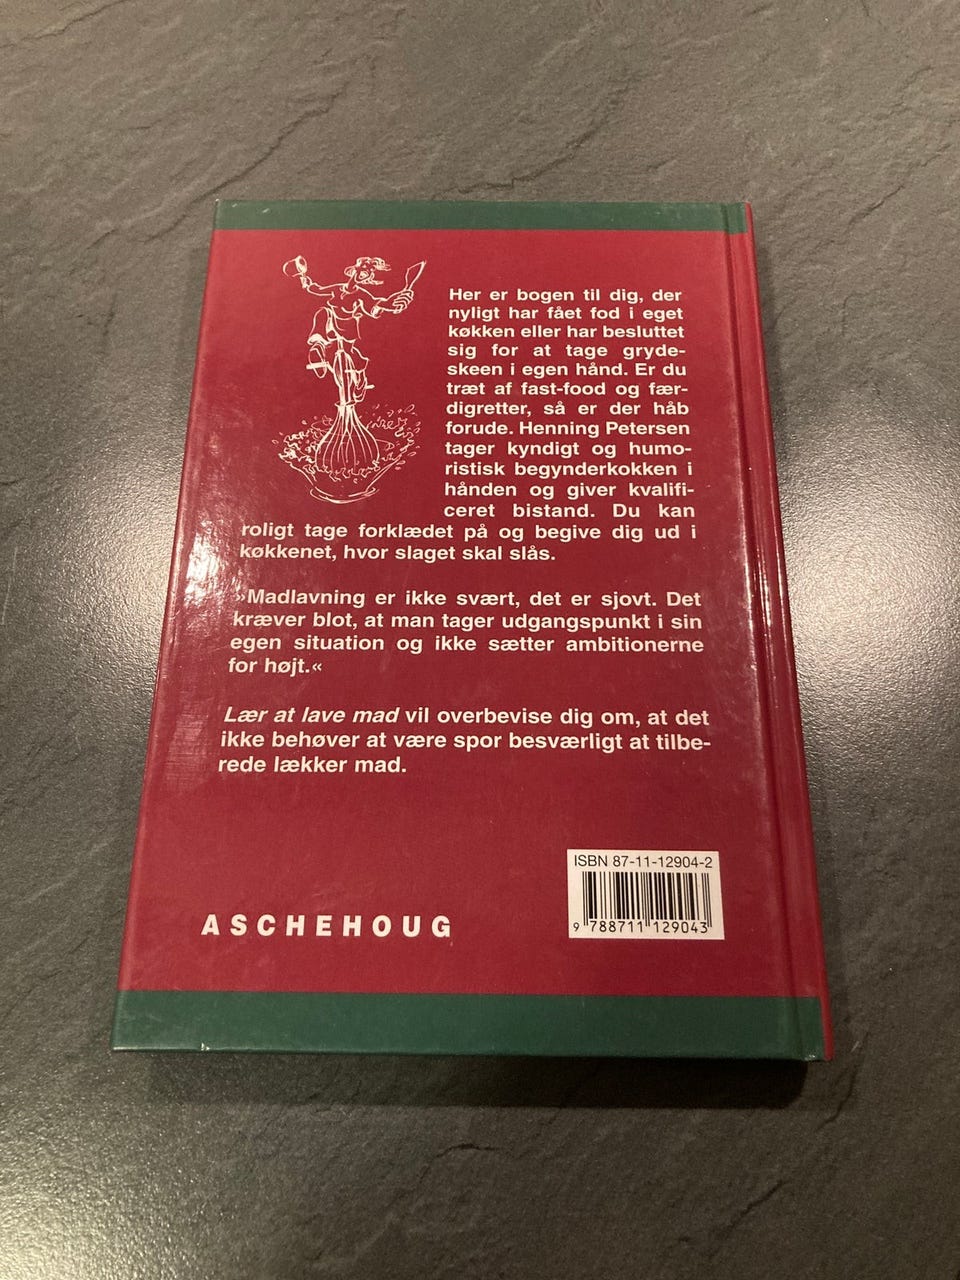 Her er bogen til dig, der
nyligt har fået fod i eget
køkken eller har besluttet
sig for at tage gryde-
skeen i egen hånd. Er du
træt af fast-food og fær-
digretter, så er der håb
forude. Henning Petersen
tager kyndigt og humo-
ristisk begynderkokken i
hånden og giver kvalifi-
ceret bistand. Du kan
roligt tage forklædet på og begive dig ud i
køkkenet, hvor slaget skal slås.
»Madlavning er ikke svært, det er sjovt. Det
kræver blot, at man tager udgangspunkt i sin
egen situation og ikke sætter ambitionerne
for højt.«
Lær at lave mad vil overbevise dig om, at det
ikke behøver at være spor besværligt at tilbe-
rede lækker mad.
ISBN 87-11-12904-2
9 788711 129043
ASCHEHOUG